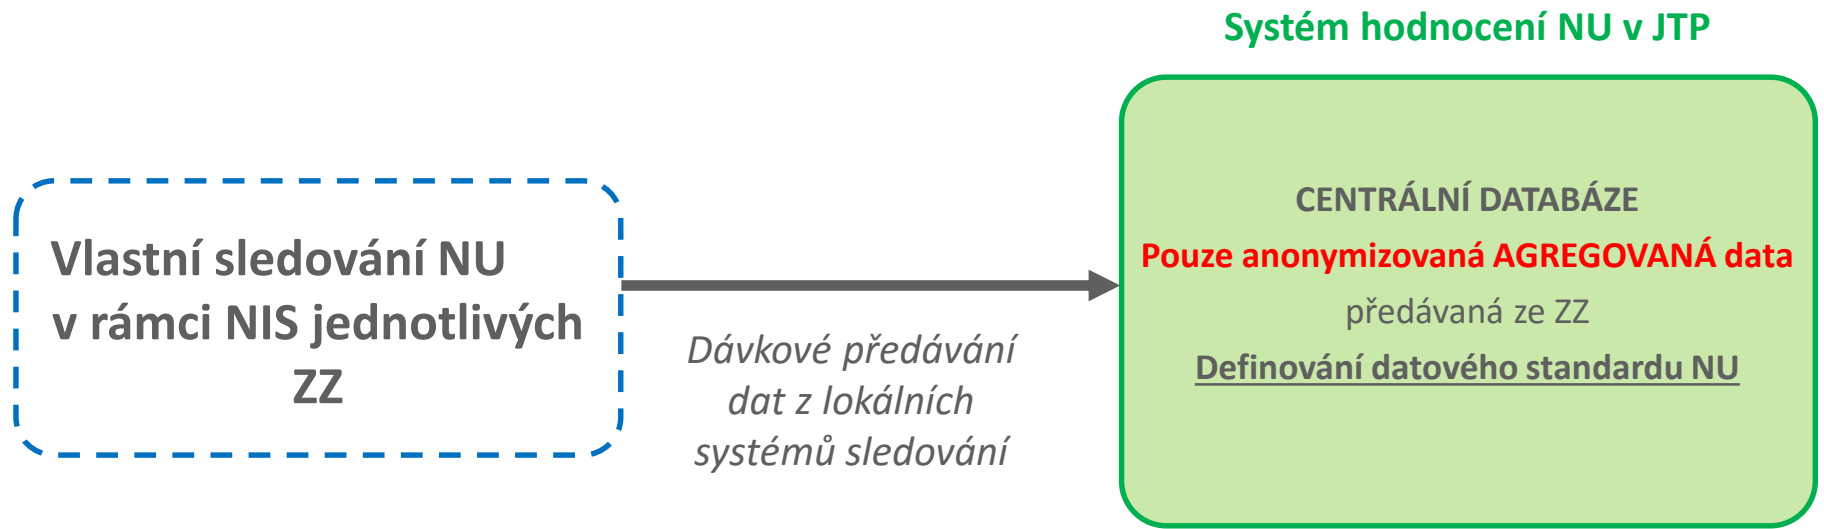 Systém hodnocení NU v JTP
Vlastní sledování NU
v rámci NIS jednotlivých
ZZ
Dávkové předávání
dat z lokálních
systémů sledování
CENTRÁLNÍ DATABÁZE
Pouze anonymizovaná AGREGOVANÁ data
předávaná ze ZZ
Definování datového standardu NU